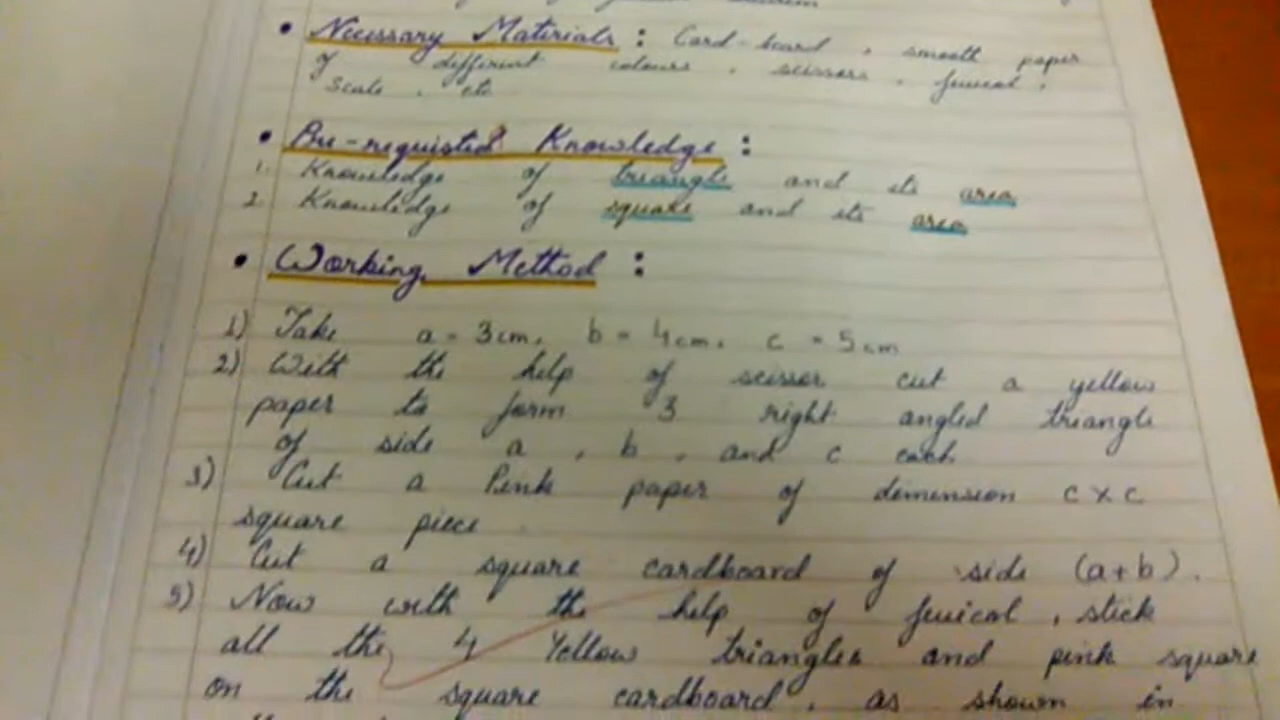 • Necessary Materials : Card-board , smooth paper
of different colours , scissors , fevical ,
Scale , etc
• Pre-requisted Knowledge :
1. Knowledge of triangle and its area
2. Knowledge of square and its area
• Working Method :
1) Take a = 3cm, b = 4cm, c = 5cm
2) With the help of scissor cut a yellow
paper to form 3 right angled triangle
of side a , b , and c each
3) Cut a Pink paper of dimension c x c
square piece
4) Cut a square cardboard of side (a+b).
5) Now with the help of fevical , stick
all the 4 Yellow triangles and pink square
on the square cardboard , as shown in